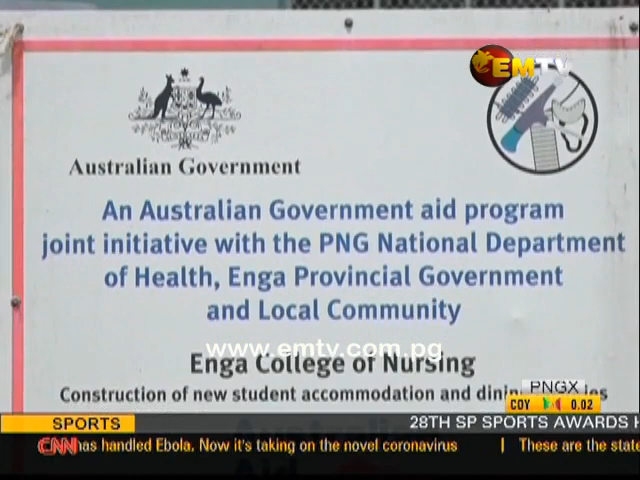 EMTV
Australian Government
An Australian Government aid program
joint initiative with the PNG National Department
of Health, Enga Provincial Government
and Local Community
www.emtv.com.pg
Enga College of Nursing
Construction of new student accommodation and dining
PNGX
COY 0.02
SPORTS
28TH SP SPORTS AWARDS
CNN has handled Ebola. Now it's taking on the novel coronavirus | These are the state